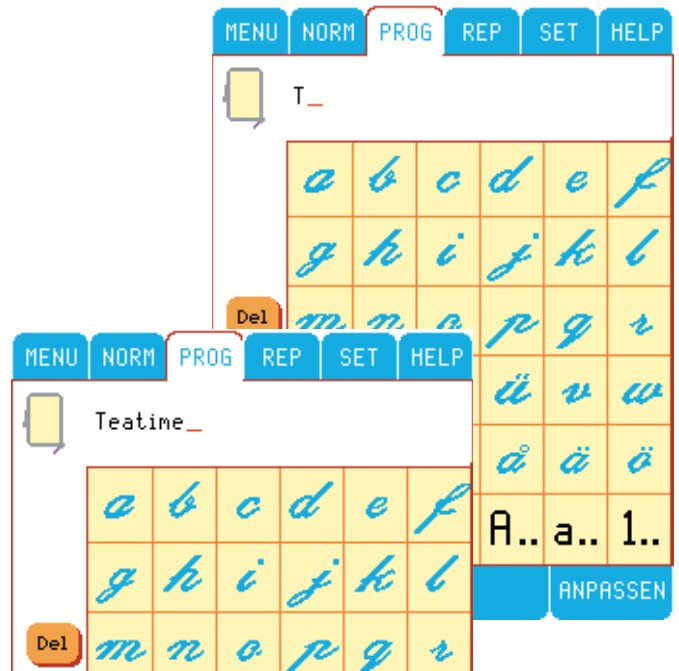 MENU NORM PROG REP SET HELP
T_
a b c d e f
g h i j k l
Del m n o p q r
ü v w
å ä ö
A.. a.. 1..
ANPASSEN
MENU NORM PROG REP SET HELP
Teatime_
a b c d e f
g h i j k l
Del m n o p q r